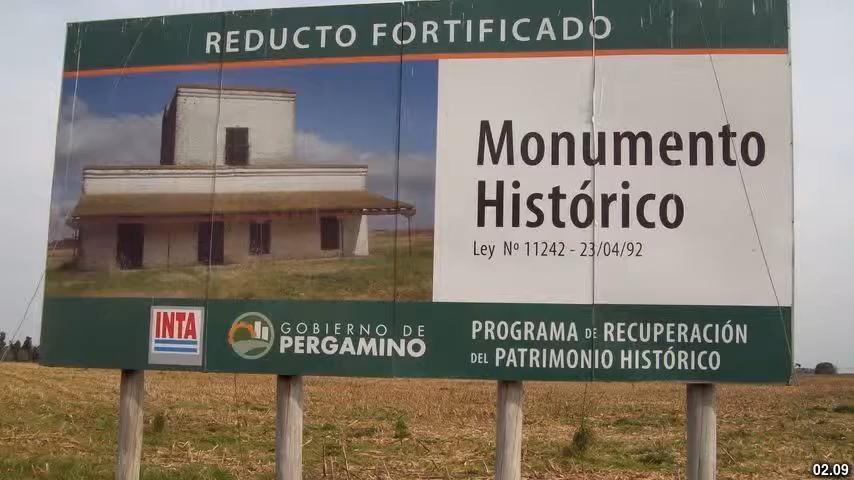 REDUCTO FORTIFICADO
Monumento
Histórico
Ley Nº 11242 - 23/04/92
INTA
GOBIERNO DE
PERGAMINO
PROGRAMA DE RECUPERACIÓN
DEL PATRIMONIO HISTÓRICO
02.09